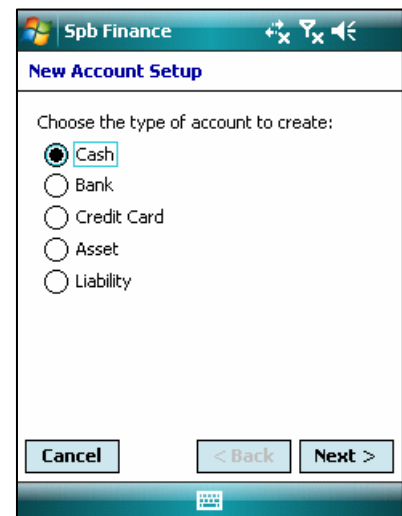 Spb Finance
New Account Setup
Choose the type of account to create:
Cash
Bank
Credit Card
Asset
Liability
Cancel < Back Next >